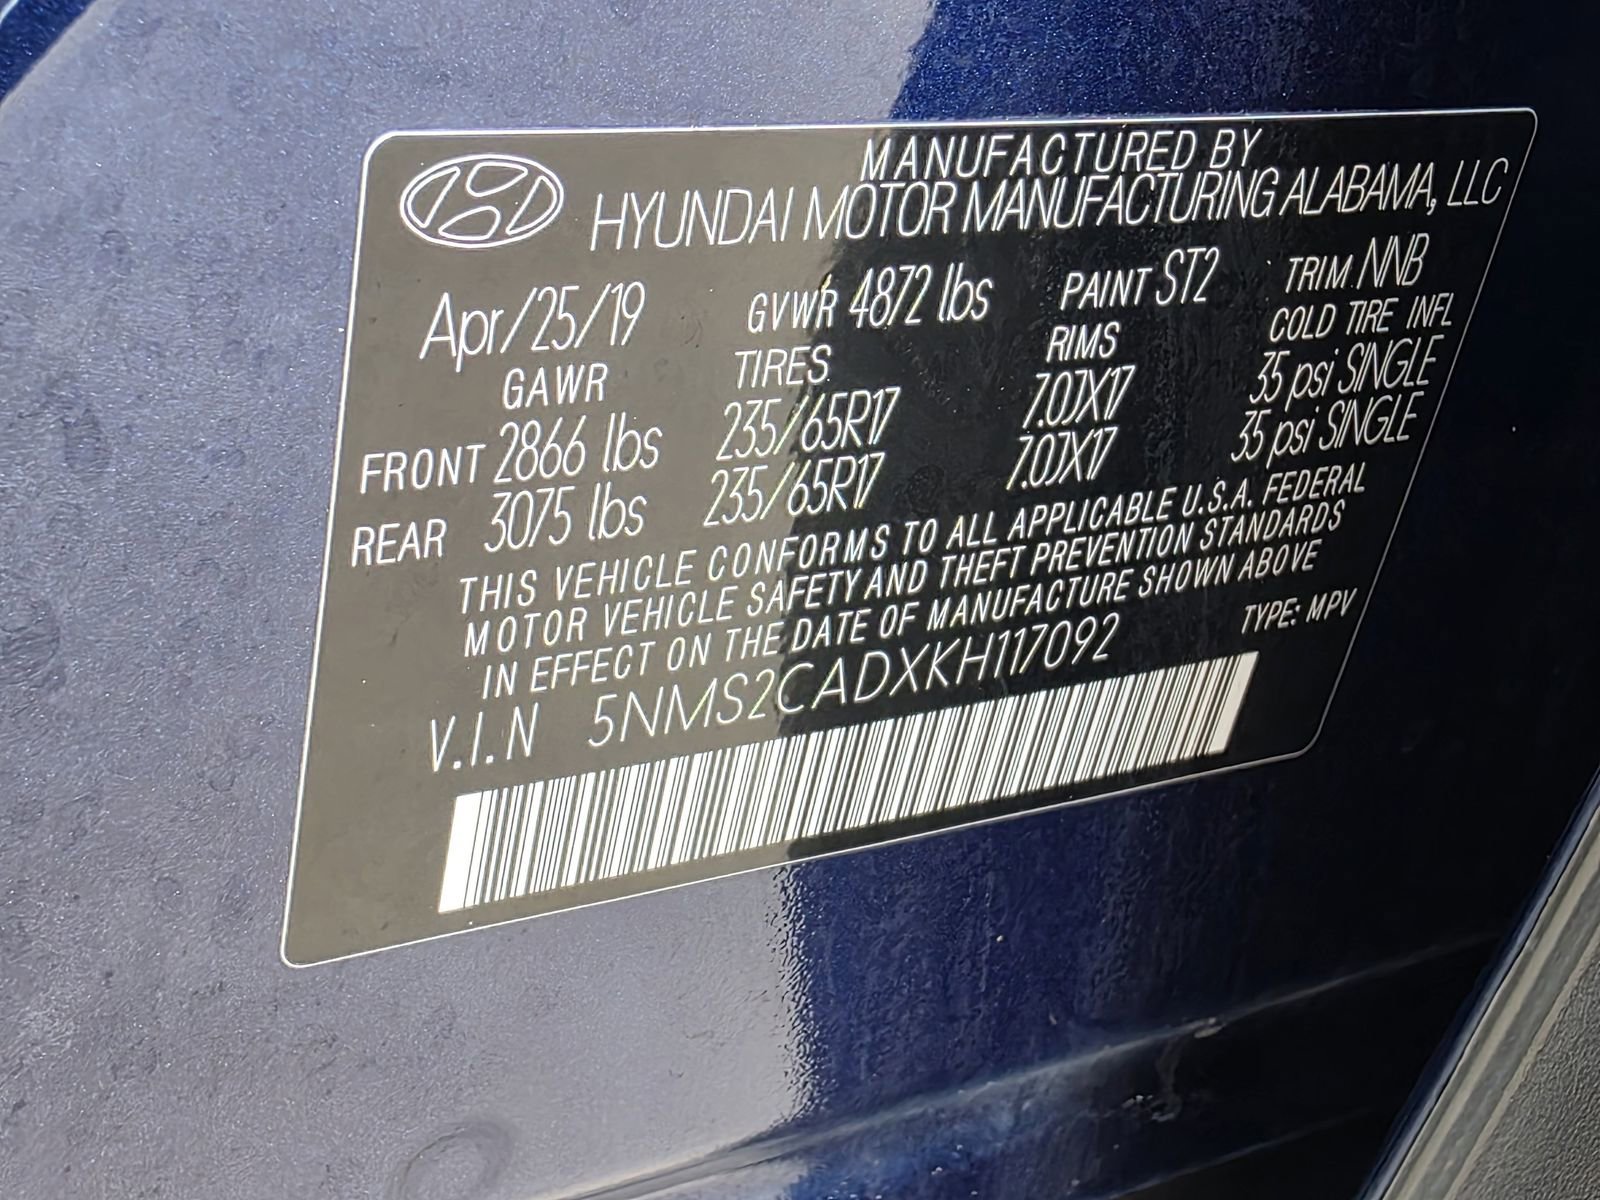 MANUFACTURED BY
HYUNDAI MOTOR MANUFACTURING ALABAMA, LLC
Apr/25/19 GVWR 4872 lbs PAINT ST2 TRIM NNB
GAWR TIRES RIMS COLD TIRE INFL
FRONT 2866 lbs 235/65R17 7.0JX17 35 psi SINGLE
REAR 3075 lbs 235/65R17 7.0JX17 35 psi SINGLE
THIS VEHICLE CONFORMS TO ALL APPLICABLE U.S.A. FEDERAL
MOTOR VEHICLE SAFETY AND THEFT PREVENTION STANDARDS
IN EFFECT ON THE DATE OF MANUFACTURE SHOWN ABOVE
V.I.N 5NMS2CADXKH117092 TYPE: MPV